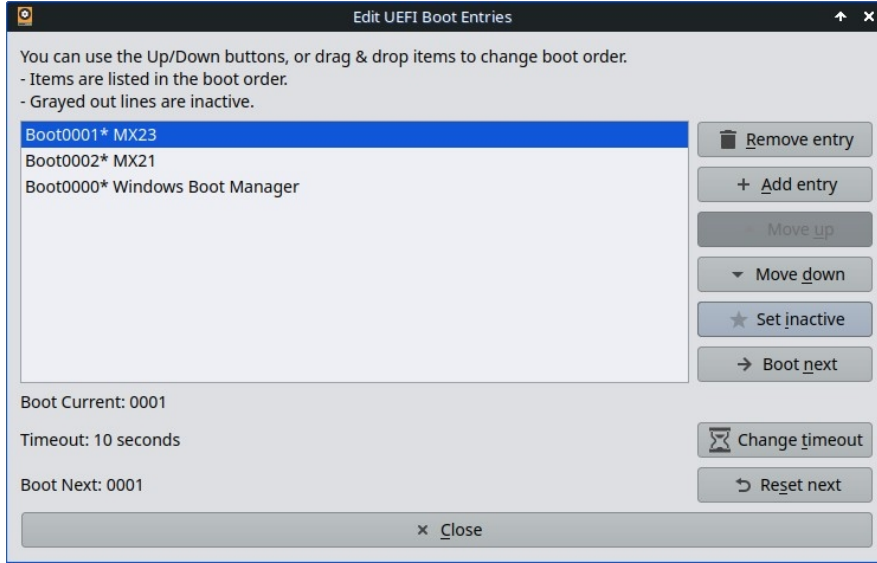 Edit UEFI Boot Entries
You can use the Up/Down buttons, or drag & drop items to change boot order.
- Items are listed in the boot order.
- Grayed out lines are inactive.
Boot0001* MX23
Boot0002* MX21
Boot0000* Windows Boot Manager
Remove entry
Add entry
Move up
Move down
Set inactive
Boot next
Boot Current: 0001
Timeout: 10 seconds
Change timeout
Boot Next: 0001
Reset next
Close